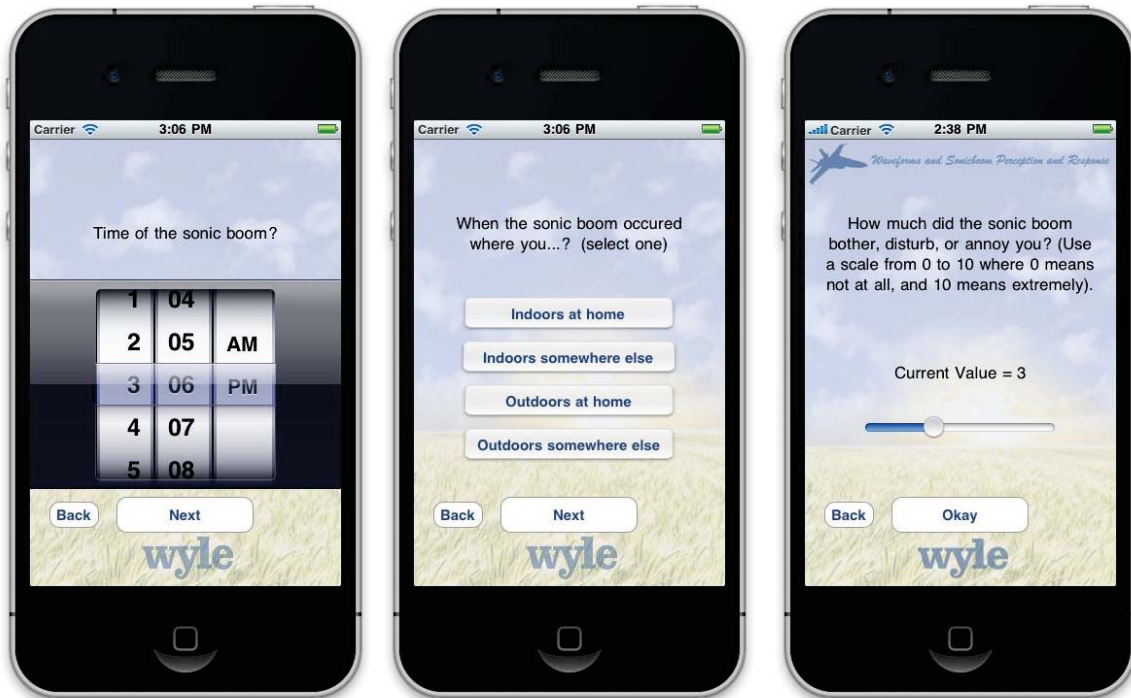 Carrier 3:06 PM
Time of the sonic boom?
1 04
2 05 AM
3 06 PM
4 07
5 08
Back Next
wyle
Carrier 3:06 PM
When the sonic boom occured
where you...? (select one)
Indoors at home
Indoors somewhere else
Outdoors at home
Outdoors somewhere else
Back Next
wyle
Carrier 2:38 PM
Waveforms and Sonicboom Perception and Response
How much did the sonic boom
bother, disturb, or annoy you? (Use
a scale from 0 to 10 where 0 means
not at all, and 10 means extremely).
Current Value = 3
Back Okay
wyle